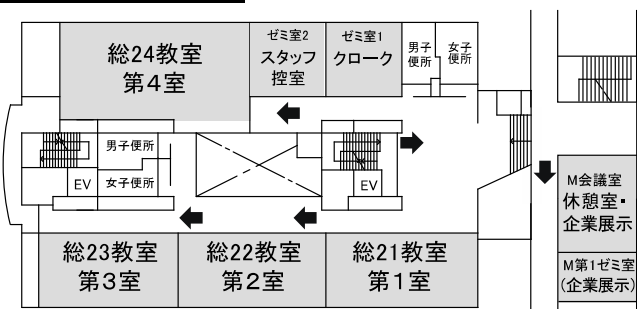 総24教室
第4室
ゼミ室2
スタッフ
控室
ゼミ室1
クローク
男子
便所
女子
便所
男子便所
女子便所
EV
EV
M会議室
休憩室・
企業展示
M第1ゼミ室
(企業展示)
総23教室
第3室
総22教室
第2室
総21教室
第1室